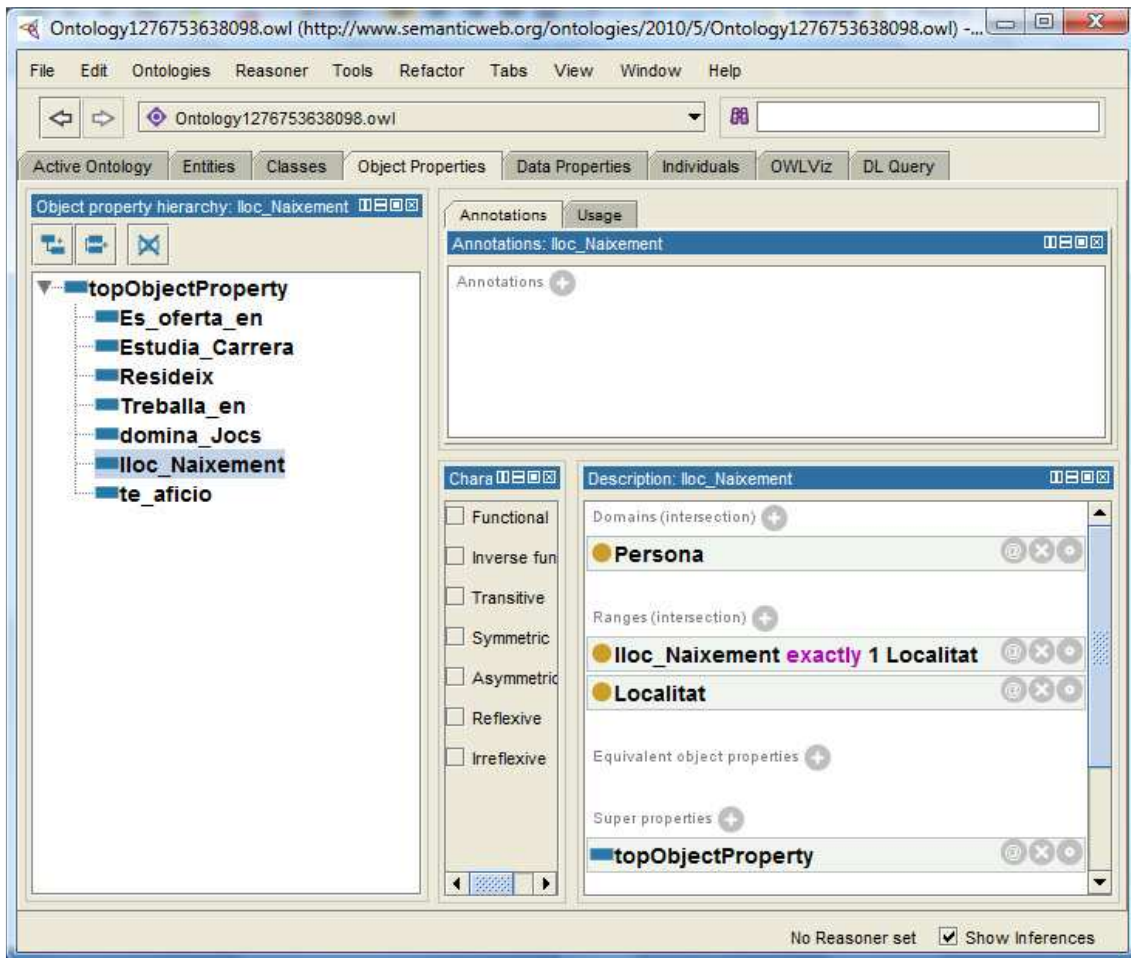 Ontology1276753638098.owl (http://www.semanticweb.org/ontologies/2010/5/Ontology1276753638098.owl) -...
File Edit Ontologies Reasoner Tools Refactor Tabs View Window Help
Ontology1276753638098.owl
Active Ontology Entities Classes Object Properties Data Properties Individuals OWLViz DL Query
Object property hierarchy: lloc_Naixement
topObjectProperty
Es_oferta_en
Estudia_Carrera
Resideix
Treballa_en
domina_Jocs
lloc_Naixement
te_aficio
Annotations Usage
Annotations: lloc_Naixement
Annotations
Chara
Functional
Inverse fun
Transitive
Symmetric
Asymmetric
Reflexive
Irreflexive
Description: lloc_Naixement
Domains (intersection)
Persona
Ranges (intersection)
lloc_Naixement exactly 1 Localitat
Localitat
Equivalent object properties
Super properties
topObjectProperty
No Reasoner set Show Inferences